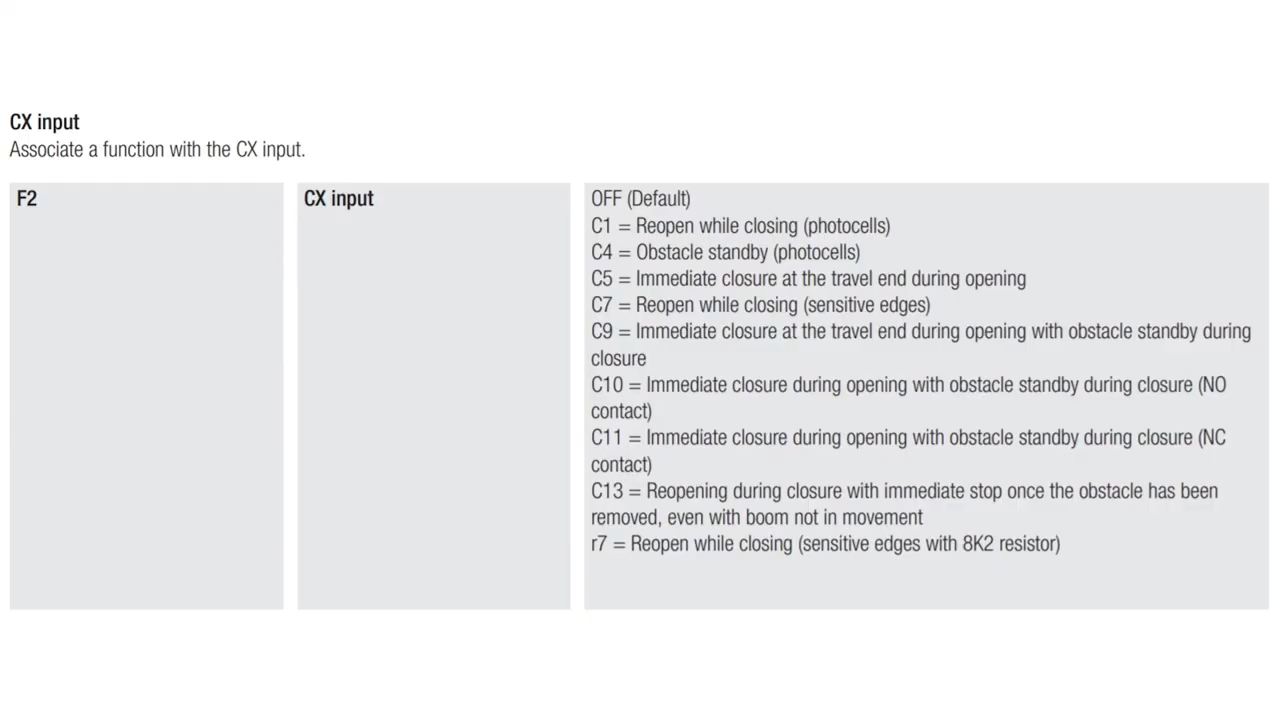 CX input
Associate a function with the CX input.
F2
CX input
OFF (Default)
C1 = Reopen while closing (photocells)
C4 = Obstacle standby (photocells)
C5 = Immediate closure at the travel end during opening
C7 = Reopen while closing (sensitive edges)
C9 = Immediate closure at the travel end during opening with obstacle standby during
closure
C10 = Immediate closure during opening with obstacle standby during closure (NO
contact)
C11 = Immediate closure during opening with obstacle standby during closure (NC
contact)
C13 = Reopening during closure with immediate stop once the obstacle has been
removed, even with boom not in movement
r7 = Reopen while closing (sensitive edges with 8K2 resistor)